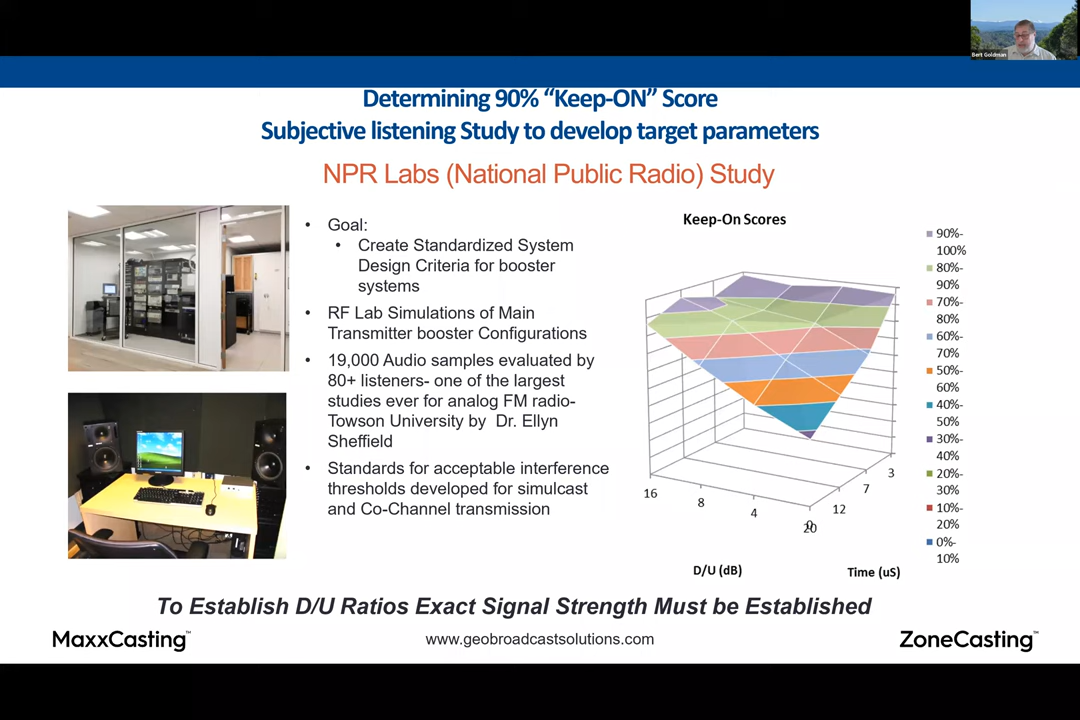 Bert Goldman
Determining 90% “Keep-ON” Score
Subjective listening Study to develop target parameters
NPR Labs (National Public Radio) Study
• Goal:
• Create Standardized System
Design Criteria for booster
systems
• RF Lab Simulations of Main
Transmitter booster Configurations
• 19,000 Audio samples evaluated by
80+ listeners- one of the largest
studies ever for analog FM radio-
Towson University by Dr. Ellyn
Sheffield
• Standards for acceptable interference
thresholds developed for simulcast
and Co-Channel transmission
Keep-On Scores
90%-
100%
80%-
90%
70%-
80%
60%-
70%
50%-
60%
40%-
50%
30%-
40%
20%-
30%
10%-
20%
0%-
10%
16
8
4
0
20
12
7
3
D/U (dB)
Time (uS)
To Establish D/U Ratios Exact Signal Strength Must be Established
MaxxCasting™
www.geobroadcastsolutions.com
ZoneCasting™